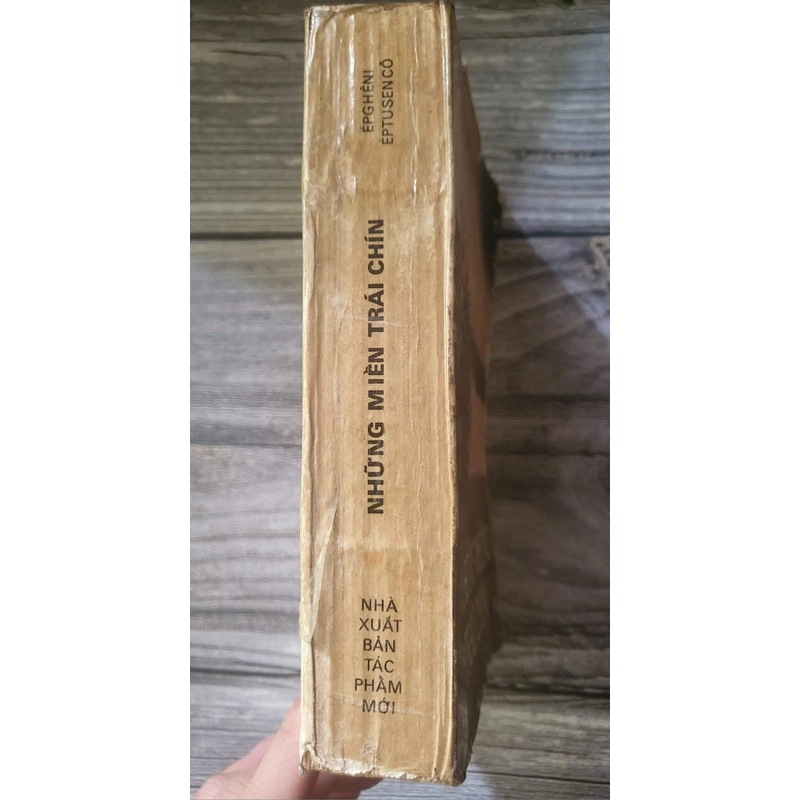 ÉPGHÊNI
ÉPTUSENCÔ
NHỮNG MIỀN TRÁI CHÍN
NHÀ
XUẤT
BẢN
TÁC
PHẨM
MỚI